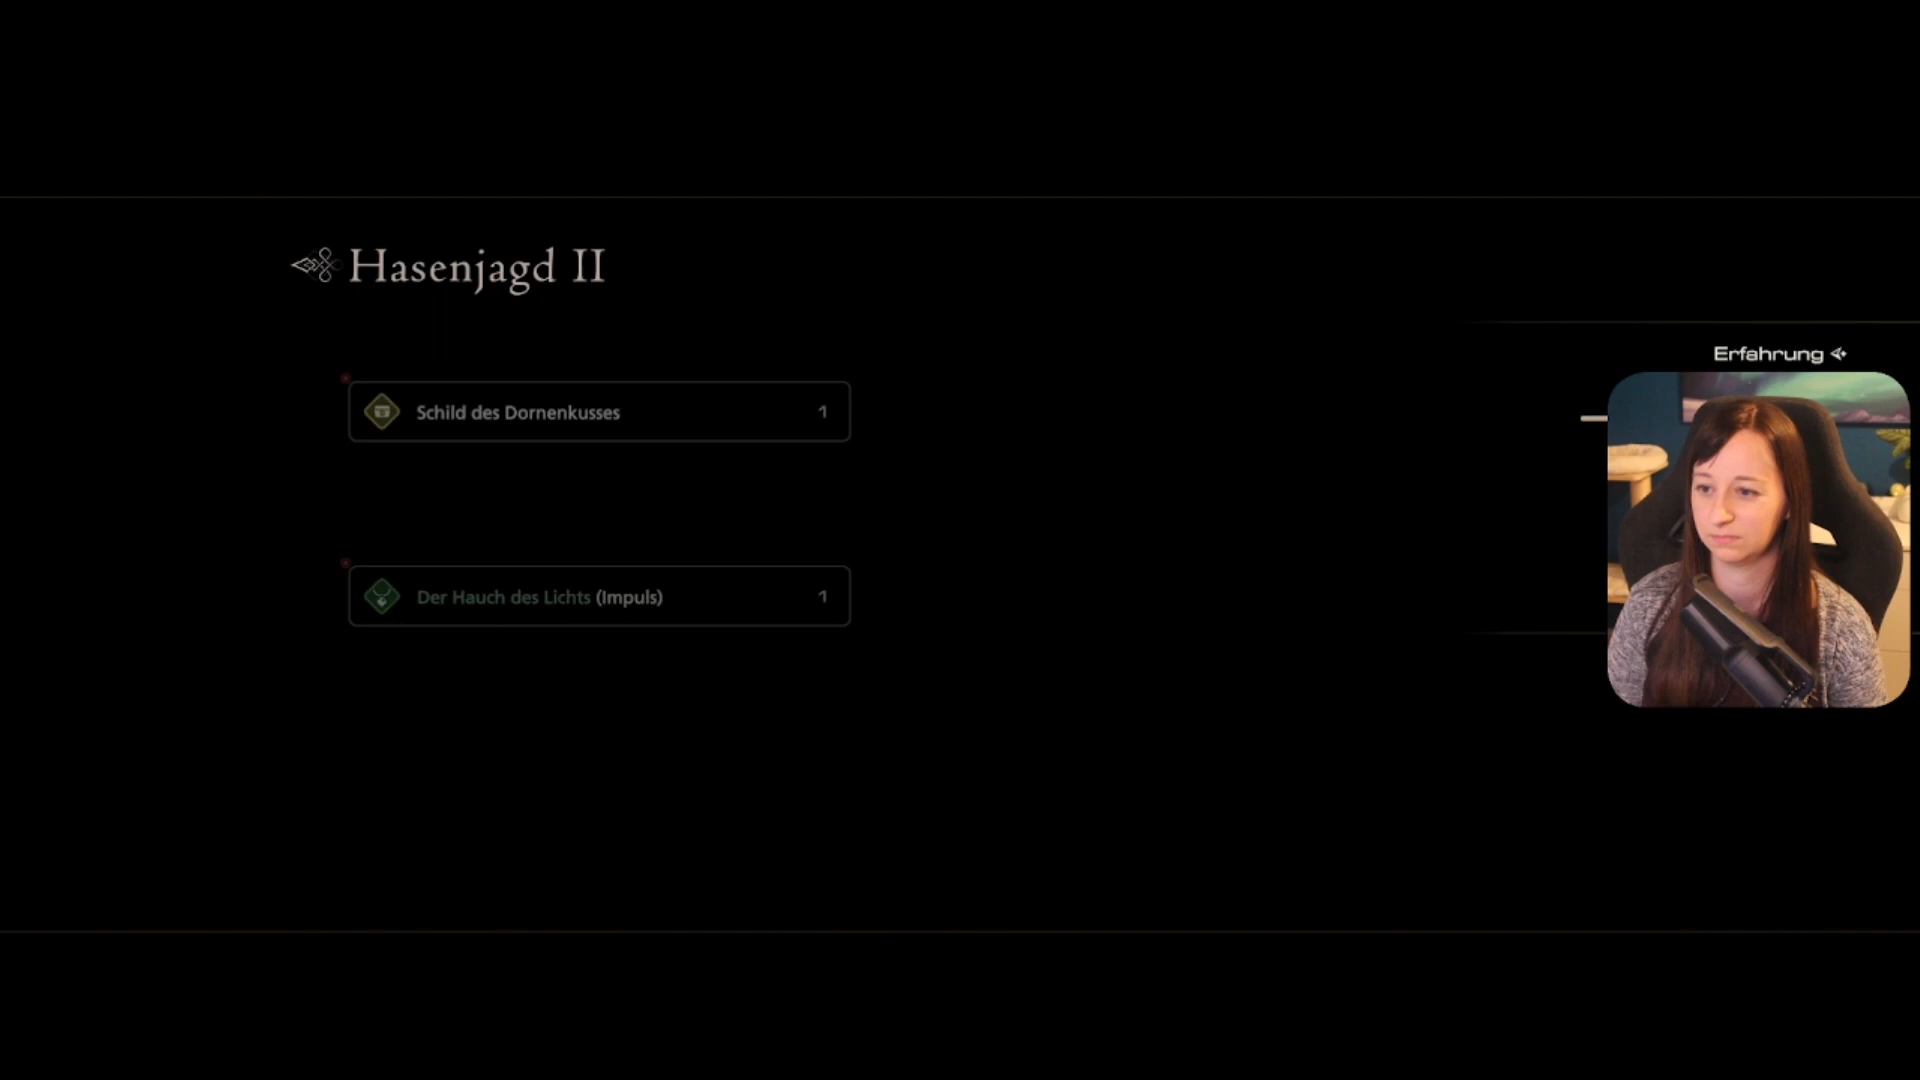 Hasenjagd II
Erfahrung
Schild des Dornenkusses 1
Der Hauch des Lichts (Impuls) 1